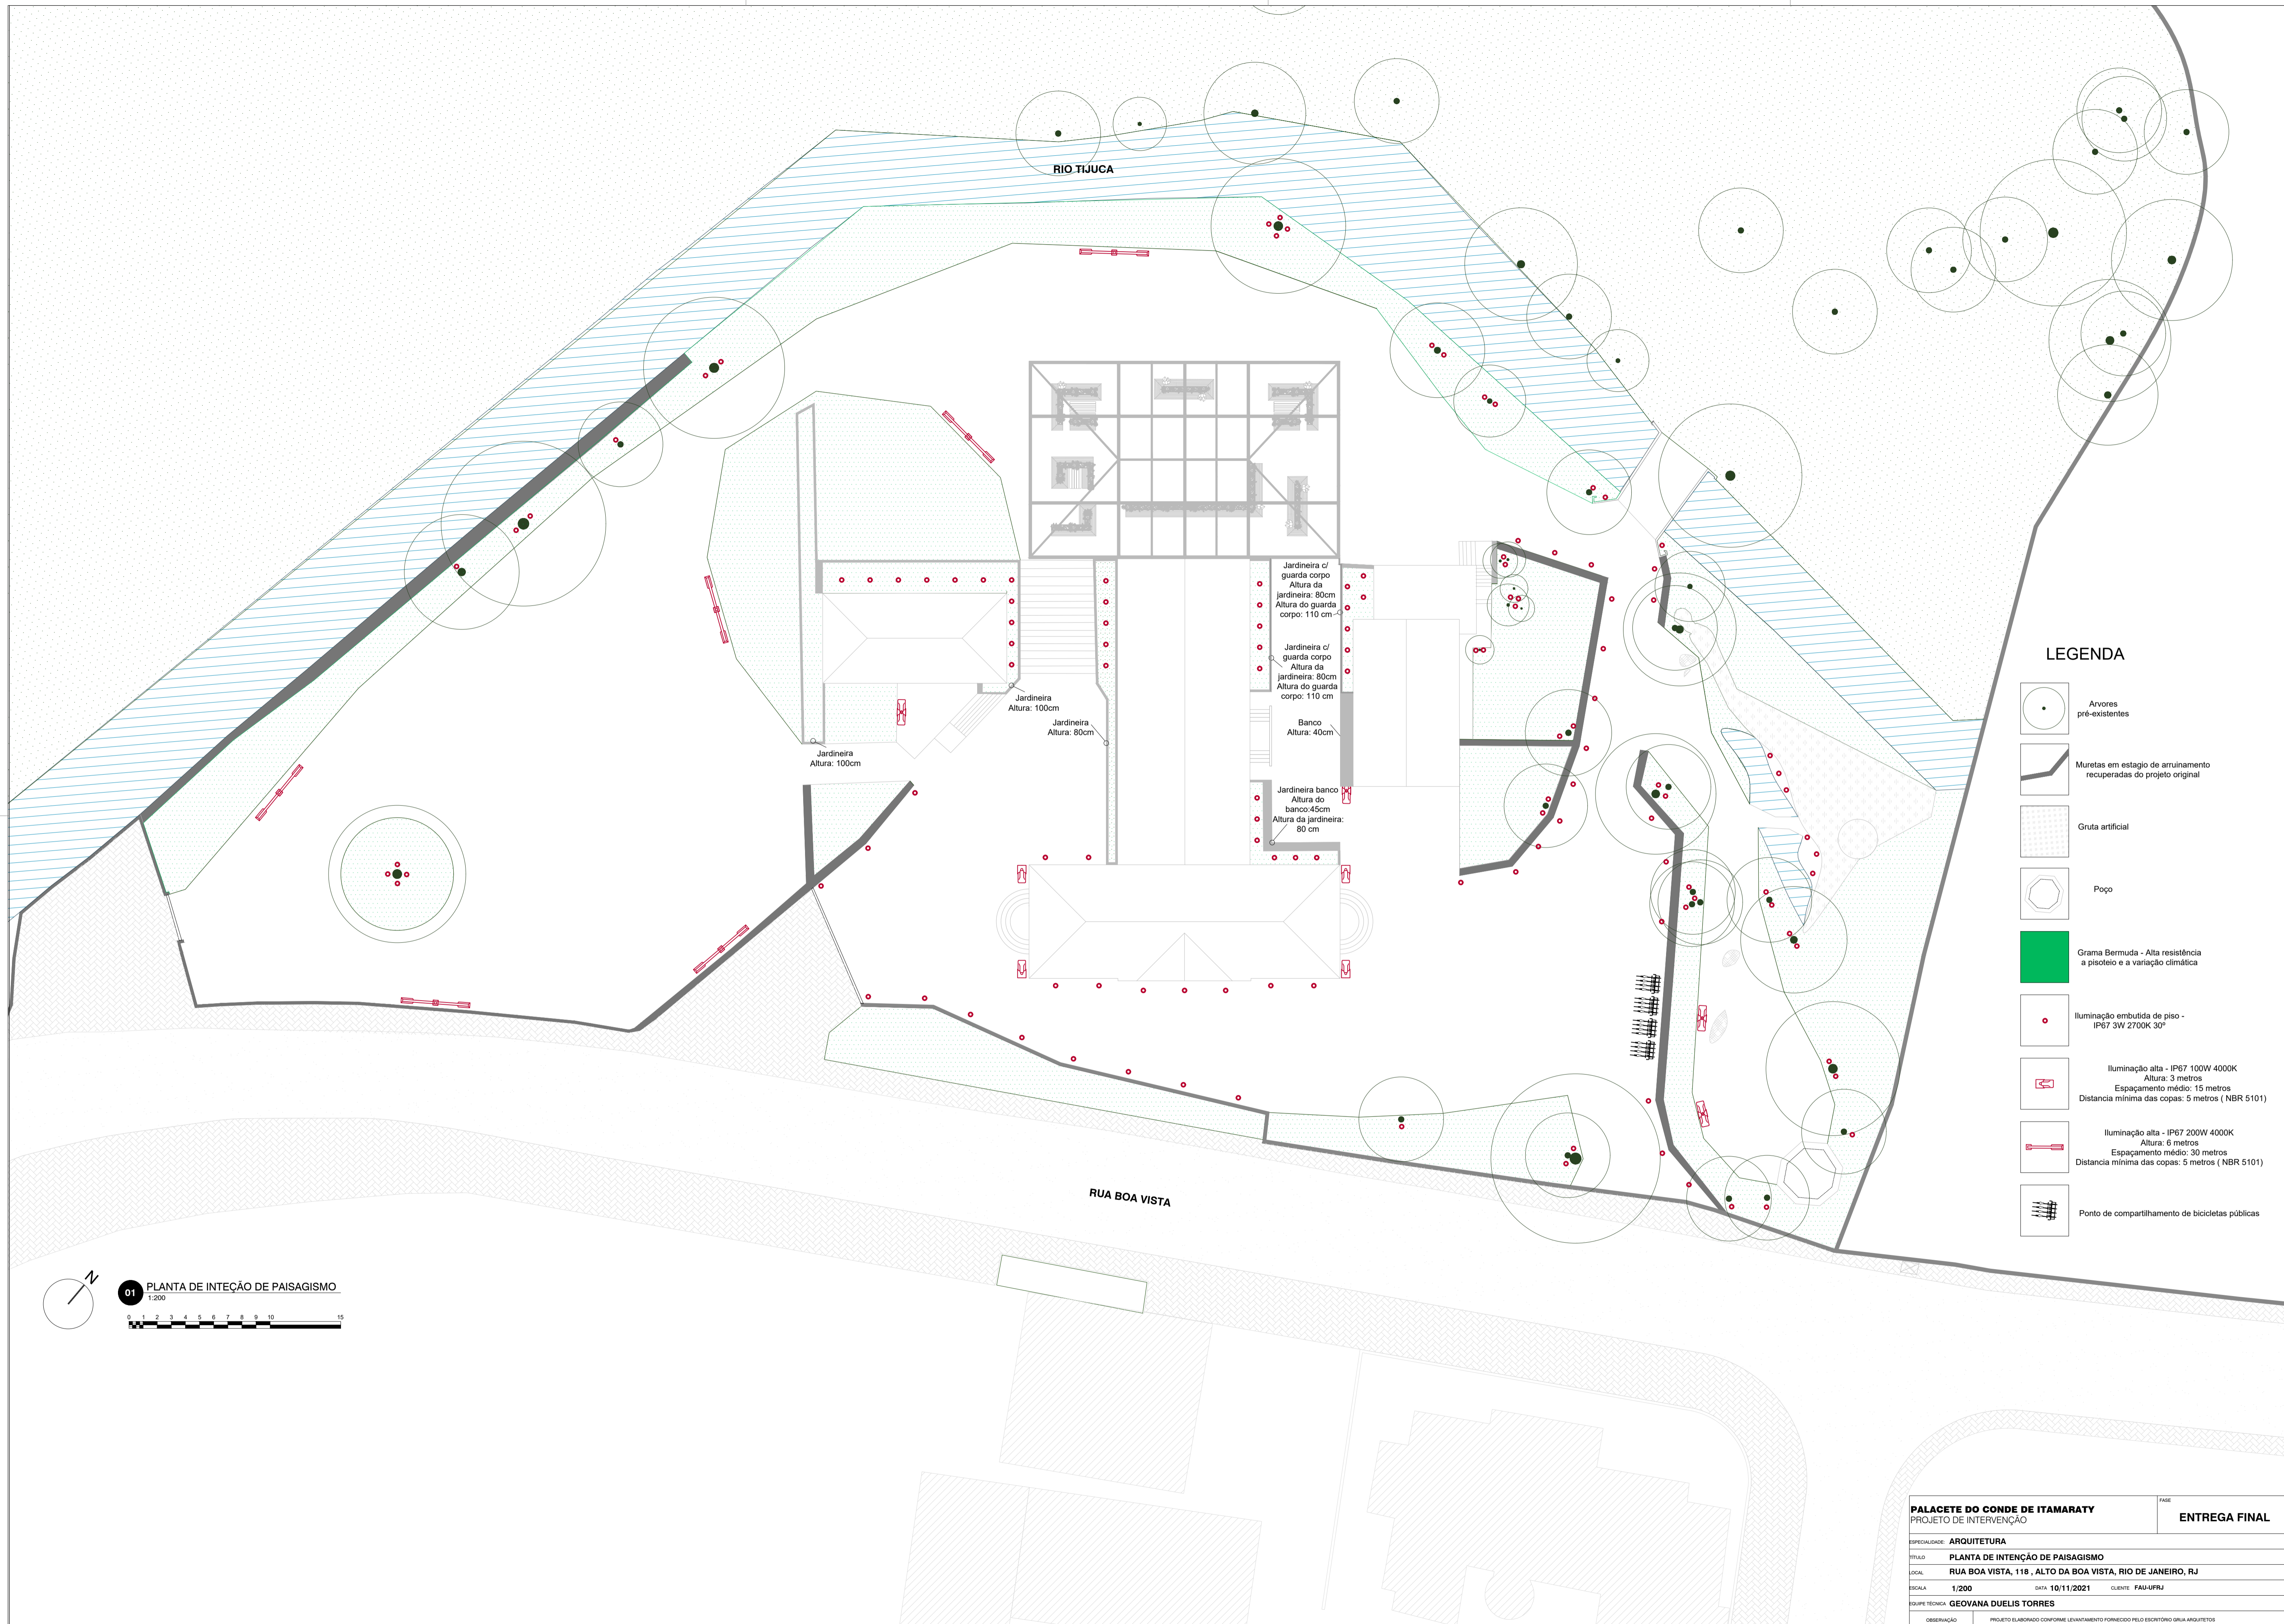 RIO TIJUCA
Jardineira c/
guarda corpo
Altura da
jardineira: 80cm
Altura do guarda
corpo: 110 cm
Jardineira c/
guarda corpo
Altura da
jardineira: 80cm
Altura do guarda
corpo: 110 cm
Jardineira
Altura: 100cm
Jardineira
Altura: 80cm
Banco
Altura: 40cm
Jardineira
Altura: 100cm
Jardineira banco
Altura do
banco:45cm
Altura da jardineira:
80 cm
RUA BOA VISTA
LEGENDA
Arvores
pré-existentes
Muretas em estagio de arruinamento
recuperadas do projeto original
Gruta artificial
Poço
Grama Bermuda - Alta resistência
a pisoteio e a variação climática
Iluminação embutida de piso -
IP67 3W 2700K 30º
Iluminação alta - IP67 100W 4000K
Altura: 3 metros
Espaçamento médio: 15 metros
Distancia mínima das copas: 5 metros ( NBR 5101)
Iluminação alta - IP67 200W 4000K
Altura: 6 metros
Espaçamento médio: 30 metros
Distancia mínima das copas: 5 metros ( NBR 5101)
Ponto de compartilhamento de bicicletas públicas
N
01 PLANTA DE INTEÇÃO DE PAISAGISMO
1:200
0 1 2 3 4 5 6 7 8 9 10 15
PALACETE DO CONDE DE ITAMARATY
PROJETO DE INTERVENÇÃO
FASE
ENTREGA FINAL
ESPECIALIDADE: ARQUITETURA
TÍTULO PLANTA DE INTENÇÃO DE PAISAGISMO
LOCAL RUA BOA VISTA, 118 , ALTO DA BOA VISTA, RIO DE JANEIRO, RJ
ESCALA 1/200 DATA 10/11/2021 CLIENTE FAU-UFRJ
EQUIPE TÉCNICA GEOVANA DUELIS TORRES
OBSERVAÇÃO PROJETO ELABORADO CONFORME LEVANTAMENTO FORNECIDO PELO ESCRITÓRIO GRUA ARQUITETOS